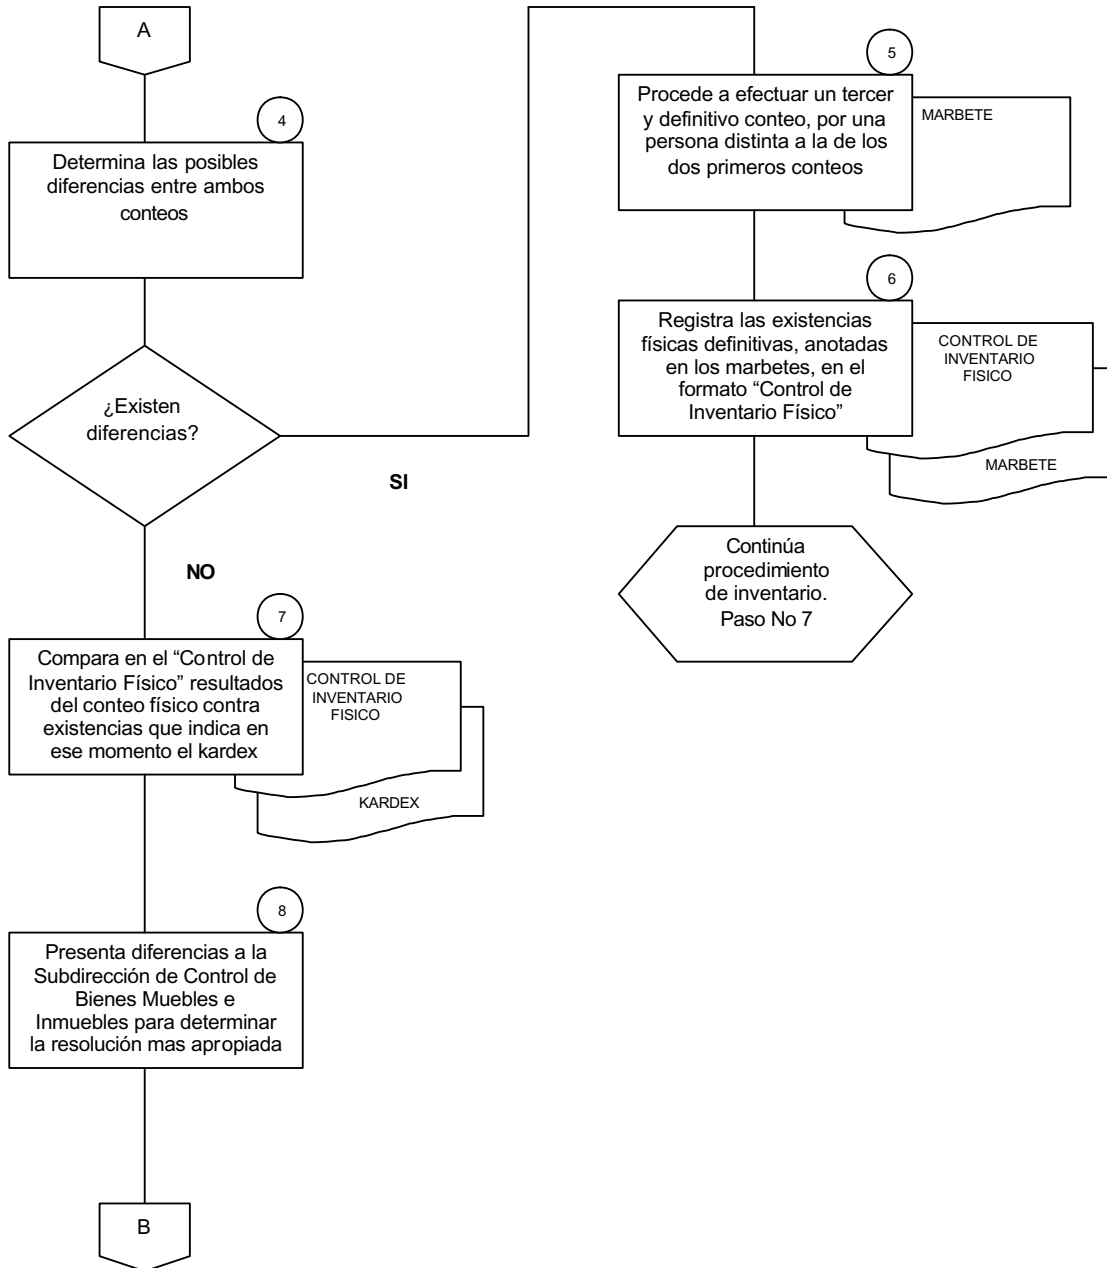 A
4
Determina las posibles
diferencias entre ambos
conteos
¿Existen
diferencias?
SI
NO
7
Compara en el “Control de
Inventario Físico” resultados
del conteo físico contra
existencias que indica en
ese momento el kardex
CONTROL DE
INVENTARIO
FISICO
KARDEX
8
Presenta diferencias a la
Subdirección de Control de
Bienes Muebles e
Inmuebles para determinar
la resolución mas apropiada
B
5
Procede a efectuar un tercer
y definitivo conteo, por una
persona distinta a la de los
dos primeros conteos
MARBETE
6
Registra las existencias
físicas definitivas, anotadas
en los marbetes, en el
formato “Control de
Inventario Físico”
CONTROL DE
INVENTARIO
FISICO
MARBETE
Continúa
procedimiento
de inventario.
Paso No 7